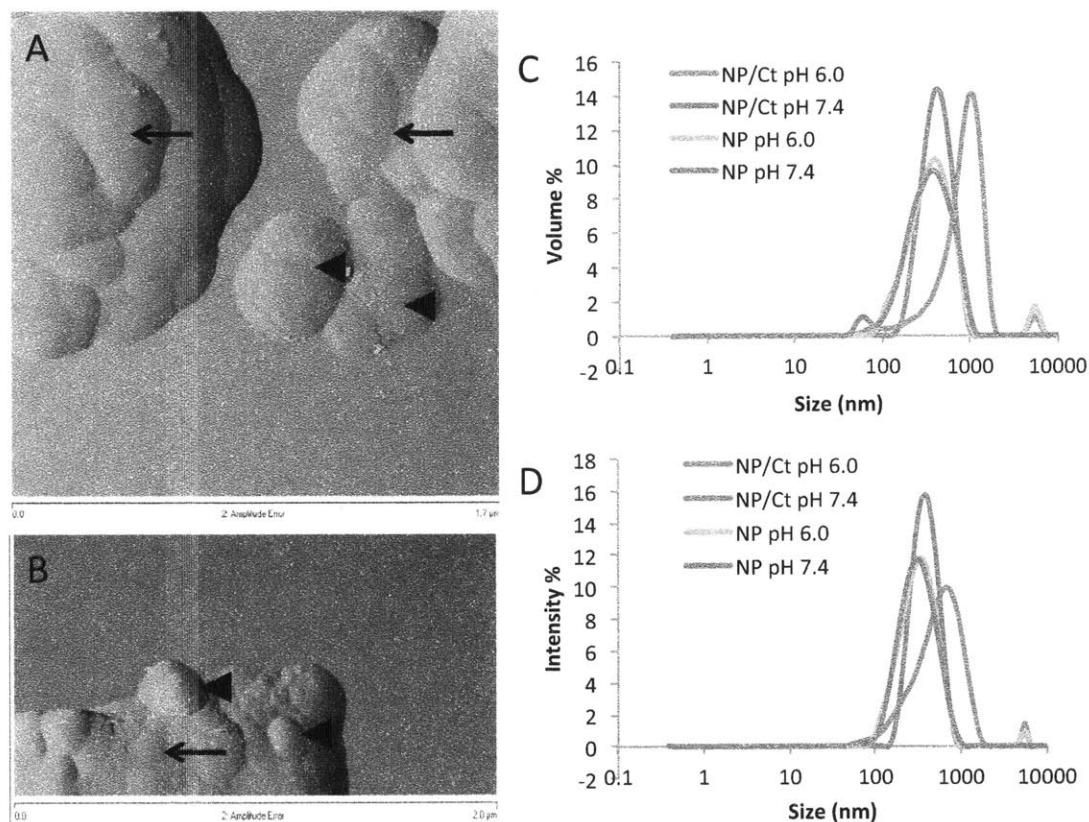 A
0.0 2: Amplitude Error 1.7 µm
B
0.0 2: Amplitude Error 2.0 µm
C
NP/Ct pH 6.0
NP/Ct pH 7.4
NP pH 6.0
NP pH 7.4
Volume %
16
14
12
10
8
6
4
2
0
-2
0.1 1 10 100 1000 10000
Size (nm)
D
NP/Ct pH 6.0
NP/Ct pH 7.4
NP pH 6.0
NP pH 7.4
Intensity %
18
16
14
12
10
8
6
4
2
0
-2
0.1 1 10 100 1000 10000
Size (nm)